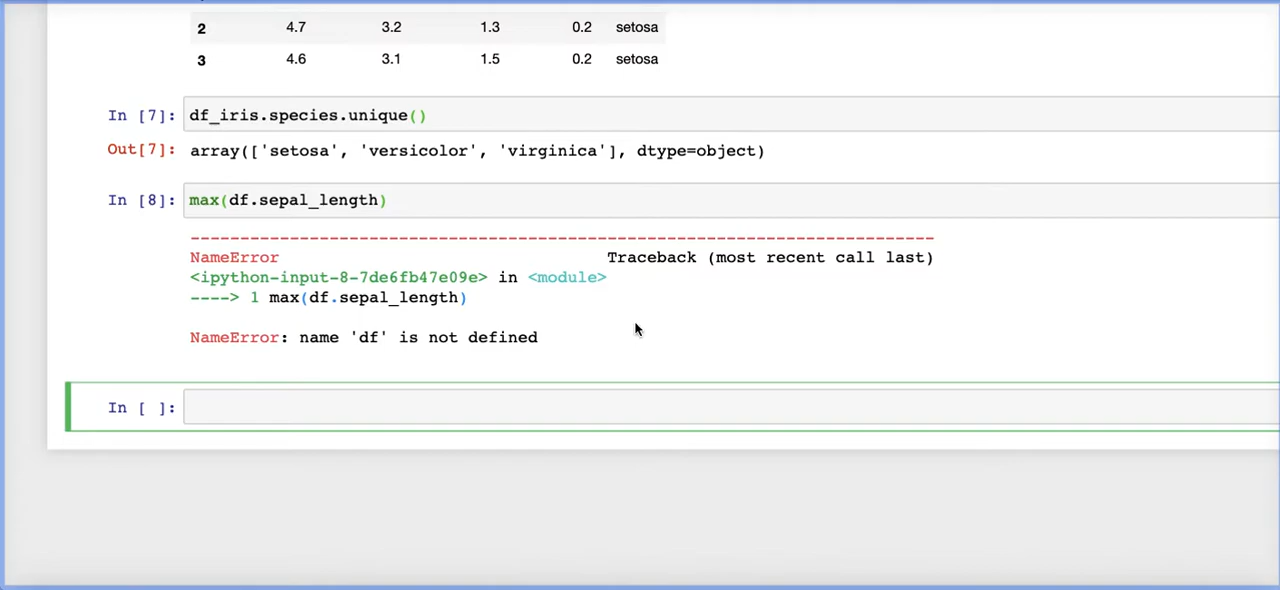 2 4.7 3.2 1.3 0.2 setosa
3 4.6 3.1 1.5 0.2 setosa
In [7]: df_iris.species.unique()
Out[7]: array(['setosa', 'versicolor', 'virginica'], dtype=object)
In [8]: max(df.sepal_length)
---------------------------------------------------------------------------
NameError Traceback (most recent call last)
<ipython-input-8-7de6fb47e09e> in <module>
----> 1 max(df.sepal_length)
NameError: name 'df' is not defined
In [ ]: